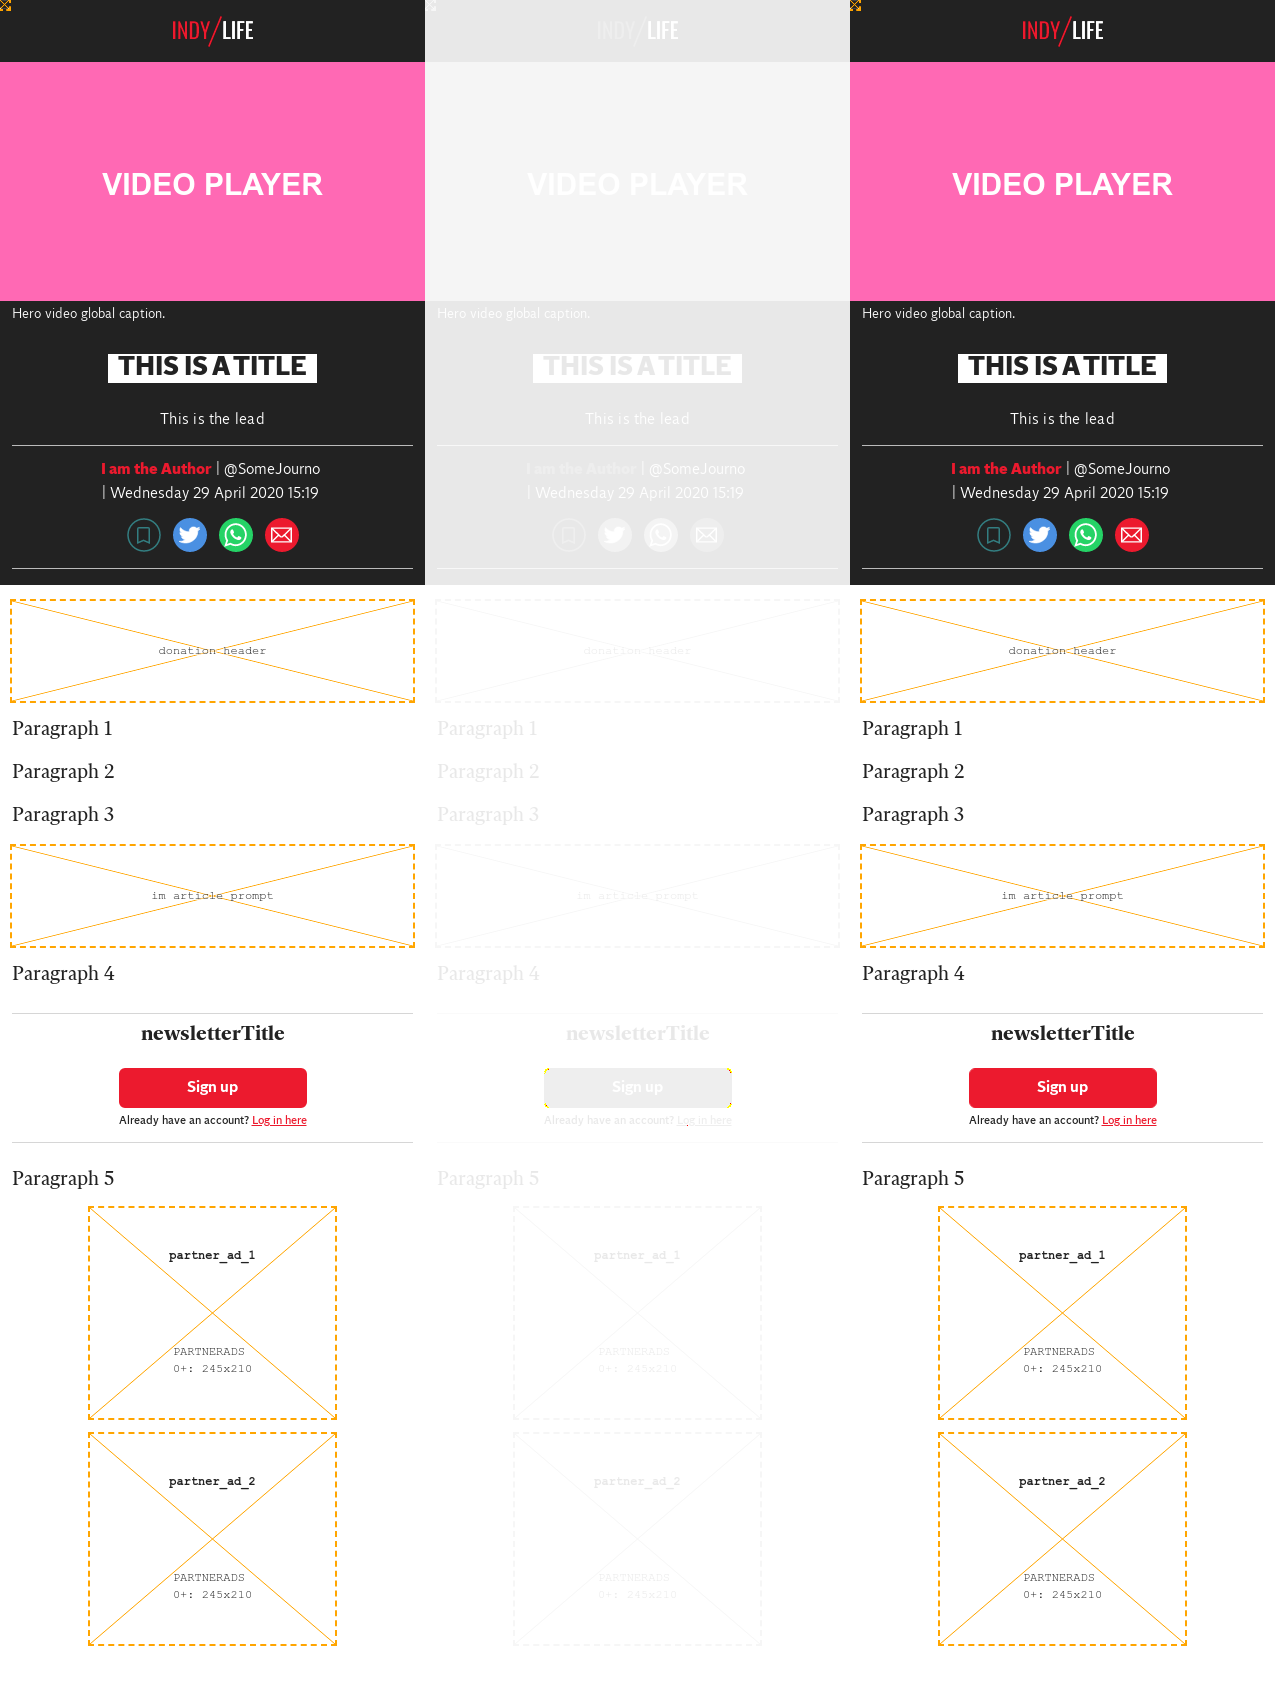 INDY/LIFE
VIDEO PLAYER
Hero video global caption.
THIS IS A TITLE
This is the lead
I am the Author | @SomeJourno
| Wednesday 29 April 2020 15:19
donation header
Paragraph 1
Paragraph 2
Paragraph 3
im article prompt
Paragraph 4
newsletterTitle
Sign up
Already have an account? Log in here
Paragraph 5
partner_ad_1
PARTNERADS
0+: 245x210
partner_ad_2
PARTNERADS
0+: 245x210
INDY/LIFE
VIDEO PLAYER
Hero video global caption.
THIS IS A TITLE
This is the lead
I am the Author | @SomeJourno
| Wednesday 29 April 2020 15:19
donation header
Paragraph 1
Paragraph 2
Paragraph 3
im article prompt
Paragraph 4
newsletterTitle
Sign up
Already have an account? Log in here
Paragraph 5
partner_ad_1
PARTNERADS
0+: 245x210
partner_ad_2
PARTNERADS
0+: 245x210
INDY/LIFE
VIDEO PLAYER
Hero video global caption.
THIS IS A TITLE
This is the lead
I am the Author | @SomeJourno
| Wednesday 29 April 2020 15:19
donation header
Paragraph 1
Paragraph 2
Paragraph 3
im article prompt
Paragraph 4
newsletterTitle
Sign up
Already have an account? Log in here
Paragraph 5
partner_ad_1
PARTNERADS
0+: 245x210
partner_ad_2
PARTNERADS
0+: 245x210